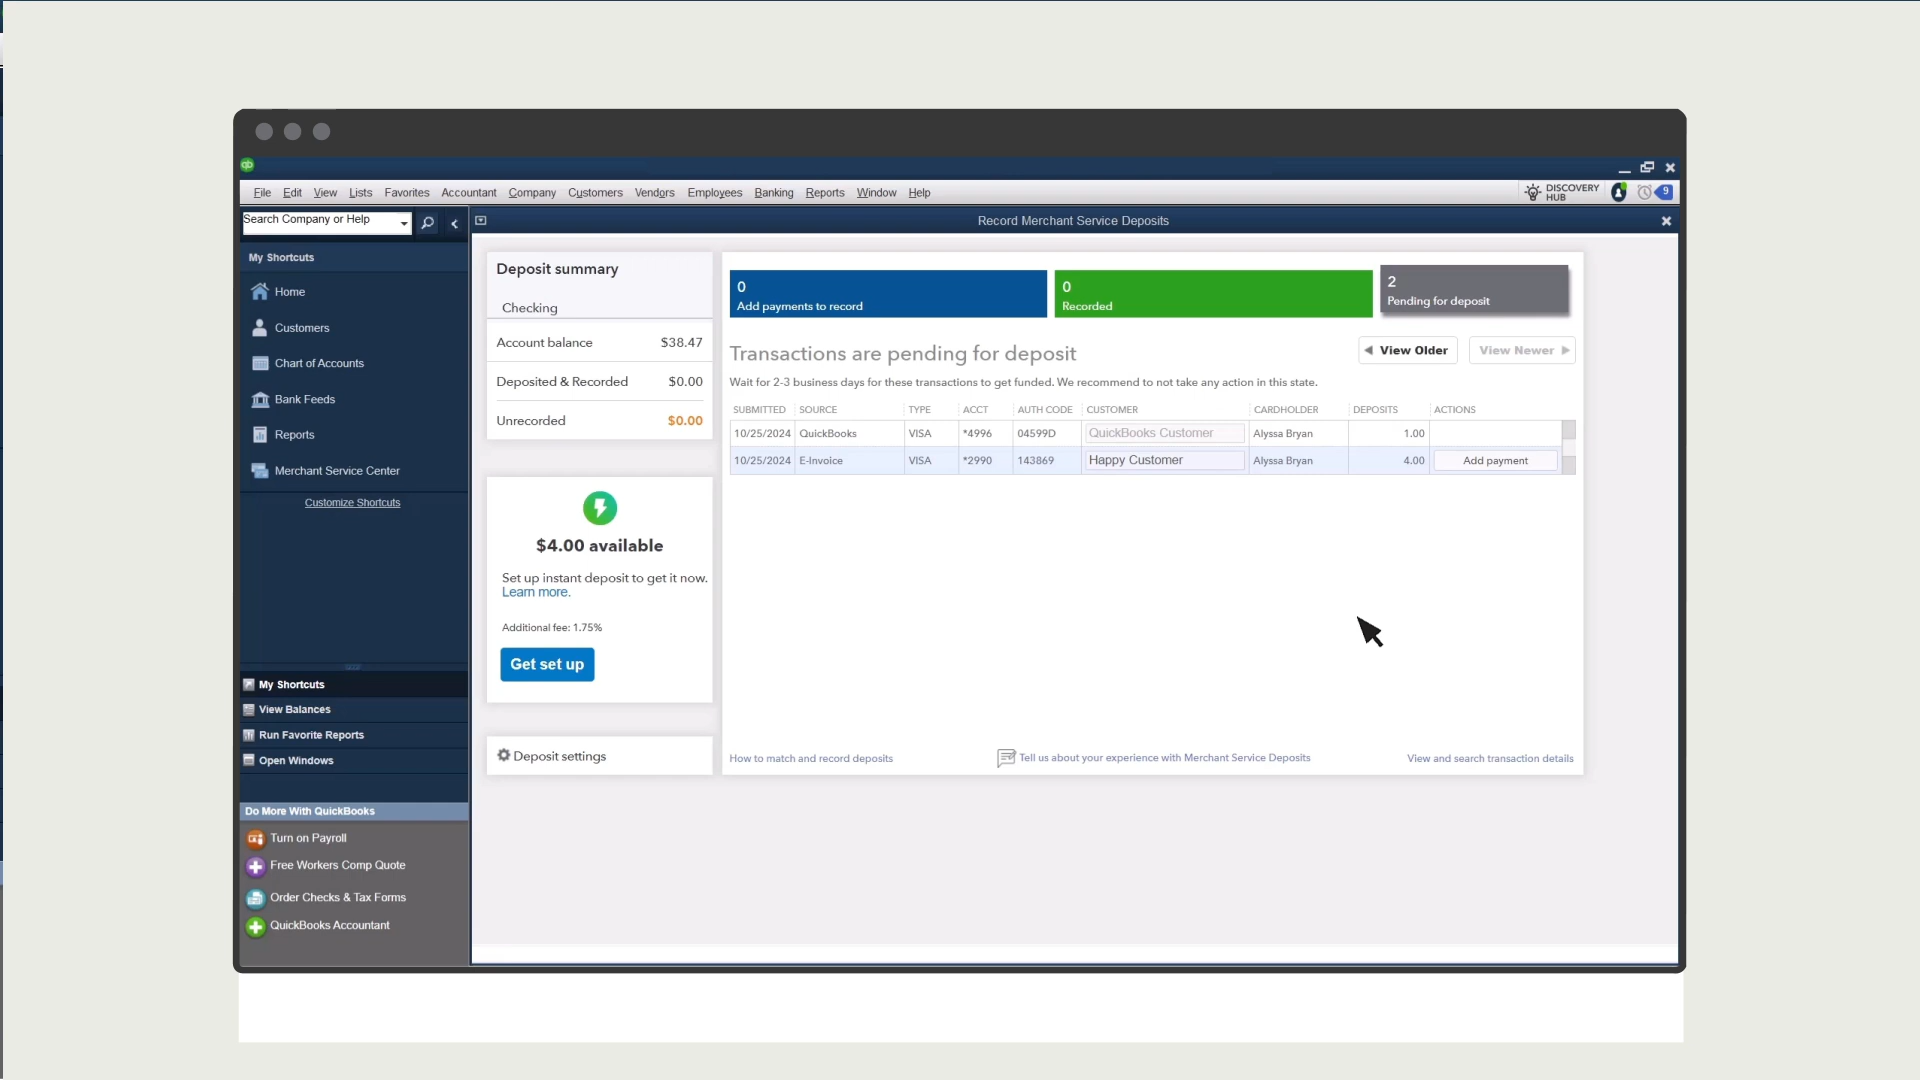 File Edit View Lists Favorites Accountant Company Customers Vendors Employees Banking Reports Window Help
DISCOVERY
HUB
9
Search Company or Help
Record Merchant Service Deposits
My Shortcuts
Home
Customers
Chart of Accounts
Bank Feeds
Reports
Merchant Service Center
Customize Shortcuts
My Shortcuts
View Balances
Run Favorite Reports
Open Windows
Do More With QuickBooks
Turn on Payroll
Free Workers Comp Quote
Order Checks & Tax Forms
QuickBooks Accountant
Deposit summary
Checking
Account balance $38.47
Deposited & Recorded $0.00
Unrecorded $0.00
$4.00 available
Set up instant deposit to get it now.
Learn more.
Additional fee: 1.75%
Get set up
Deposit settings
0
Add payments to record
0
Recorded
2
Pending for deposit
Transactions are pending for deposit
View Older
View Newer
Wait for 2-3 business days for these transactions to get funded. We recommend to not take any action in this state.
SUBMITTED SOURCE TYPE ACCT AUTH CODE CUSTOMER CARDHOLDER DEPOSITS ACTIONS
10/25/2024 QuickBooks VISA *4996 04599D QuickBooks Customer Alyssa Bryan 1.00
10/25/2024 E-Invoice VISA *2990 143869 Happy Customer Alyssa Bryan 4.00 Add payment
How to match and record deposits
Tell us about your experience with Merchant Service Deposits
View and search transaction details